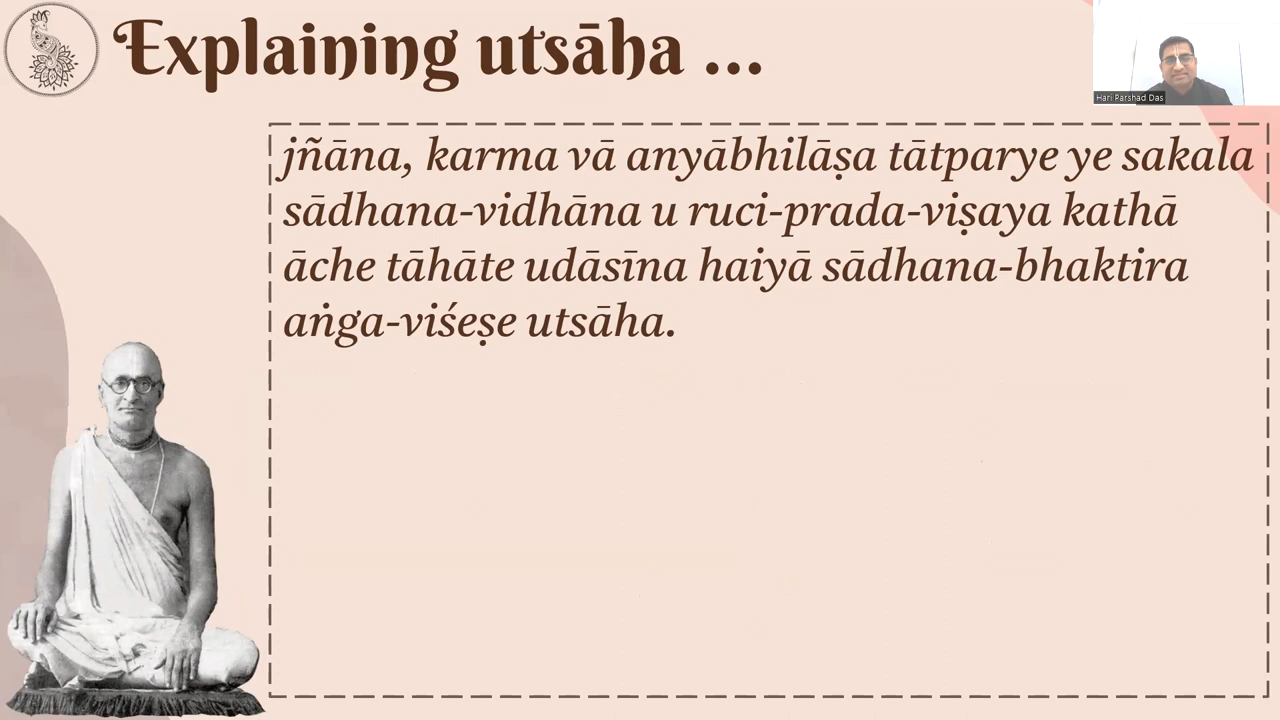 Explaining utsāha ...
Hari Parshad Das
jñāna, karma vā anyābhilāṣa tātparye ye sakala
sādhana-vidhāna u ruci-prada-viṣaya kathā
āche tāhāte udāsīna haiyā sādhana-bhaktira
aṅga-viśeṣe utsāha.